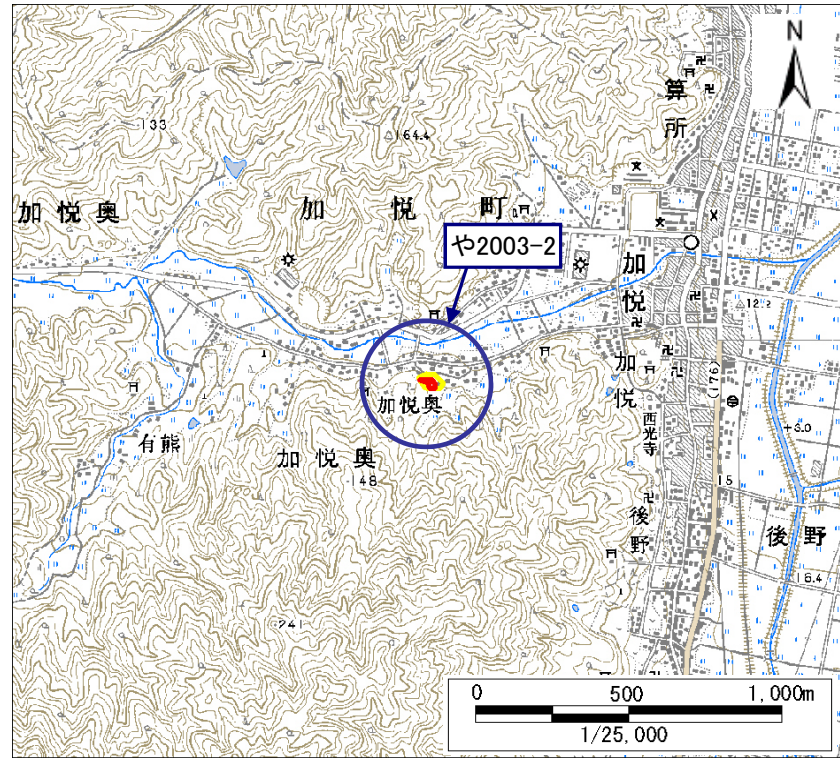 N
算所
133
164.4
加悦奥
加悦町
や2003-2
加悦
12.2
加悦
(176)
加悦奥
+3.0
有熊
加悦奥
西光寺
148
15
後野
後野
16.4
241
0 500 1,000m
1/25,000